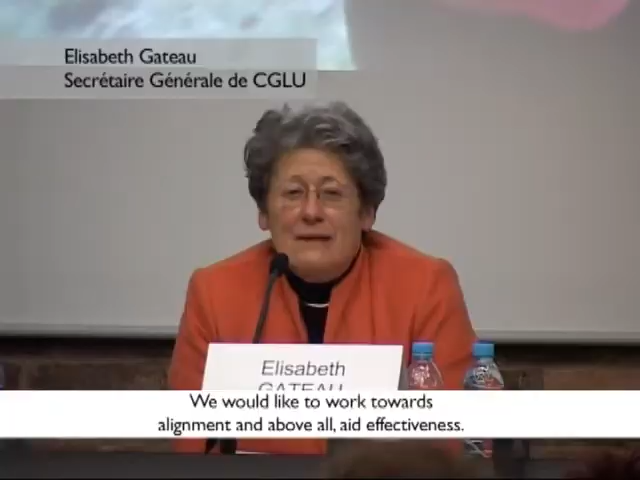 Elisabeth Gateau
Secrétaire Générale de CGLU
Elisabeth
GATEAU
We would like to work towards
alignment and above all, aid effectiveness.